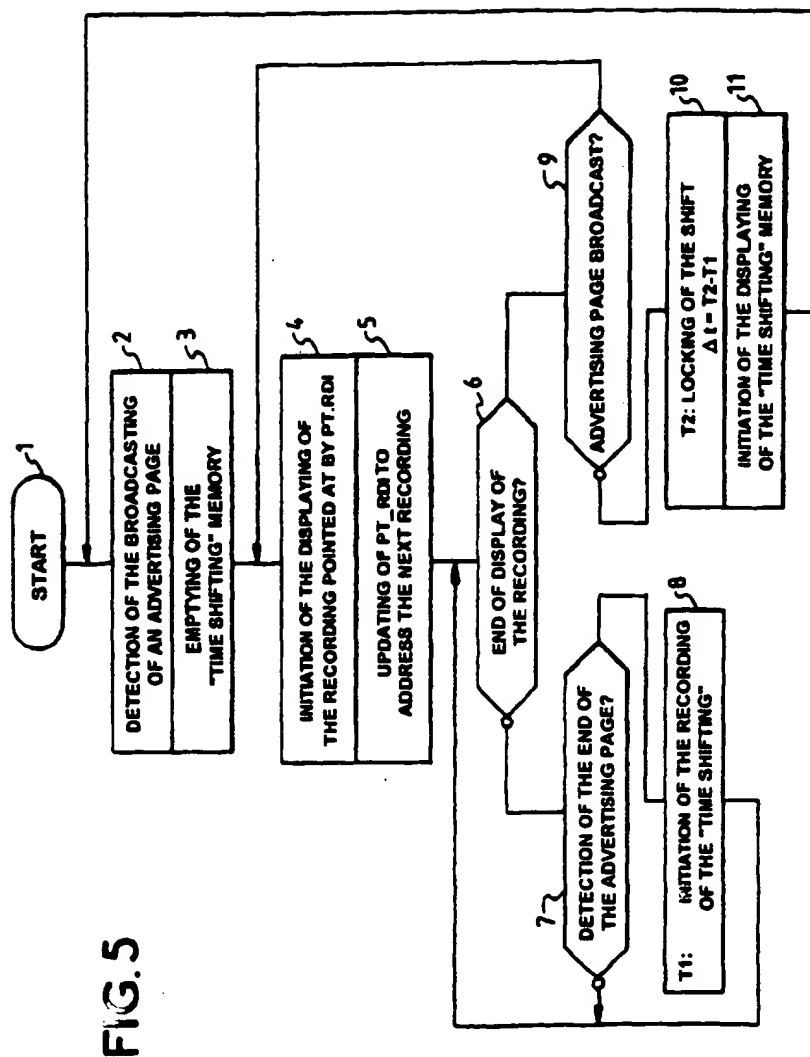 FIG. 5
START
1
DETECTION OF THE BROADCASTING
OF AN ADVERTISING PAGE
2
EMPTYING OF THE
"TIME SHIFTING" MEMORY
3
INITIATION OF THE DISPLAYING OF
THE RECORDING POINTED AT BY PT.RDI
4
UPDATING OF PT_RDI TO
ADDRESS THE NEXT RECORDING
5
END OF DISPLAY OF
THE RECORDING?
6
7
DETECTION OF THE END OF
THE ADVERTISING PAGE?
ADVERTISING PAGE BROADCAST?
9
T1: INITIATION OF THE RECORDING
OF THE "TIME SHIFTING"
8
T2: LOCKING OF THE SHIFT
Δt = T2-T1
10
INITIATION OF THE DISPLAYING
OF THE "TIME SHIFTING" MEMORY
11